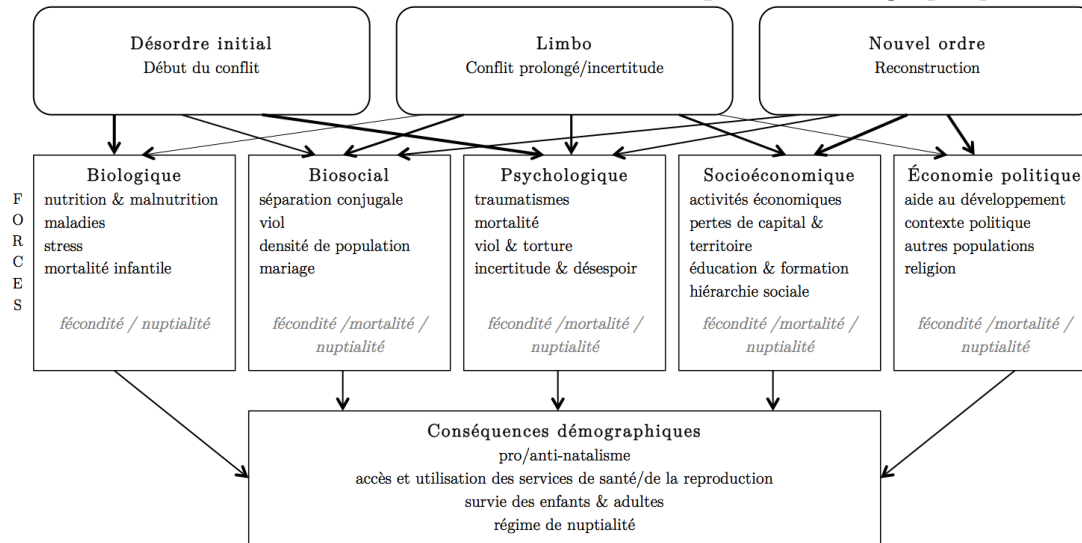 Désordre initial
Début du conflit
Limbo
Conflit prolongé/incertitude
Nouvel ordre
Reconstruction
F
O
R
C
E
S
Biologique
nutrition & malnutrition
maladies
stress
mortalité infantile
fécondité / nuptialité
Biosocial
séparation conjugale
viol
densité de population
mariage
fécondité /mortalité /
nuptialité
Psychologique
traumatismes
mortalité
viol & torture
incertitude & désespoir
fécondité /mortalité /
nuptialité
Socioéconomique
activités économiques
pertes de capital &
territoire
éducation & formation
hiérarchie sociale
fécondité /mortalité /
nuptialité
Économie politique
aide au développement
contexte politique
autres populations
religion
fécondité /mortalité /
nuptialité
Conséquences démographiques
pro/anti-natalisme
accès et utilisation des services de santé/de la reproduction
survie des enfants & adultes
régime de nuptialité